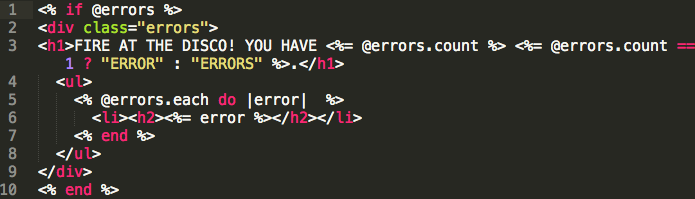 1 <% if @errors %>
2 <div class="errors">
3 <h1>FIRE AT THE DISCO! YOU HAVE <%= @errors.count %> <%= @errors.count ==
1 ? "ERROR" : "ERRORS" %>.</h1>
4 <ul>
5 <% @errors.each do |error|  %>
6 <li><h2><%= error %></h2></li>
7 <% end %>
8 </ul>
9 </div>
10 <% end %>